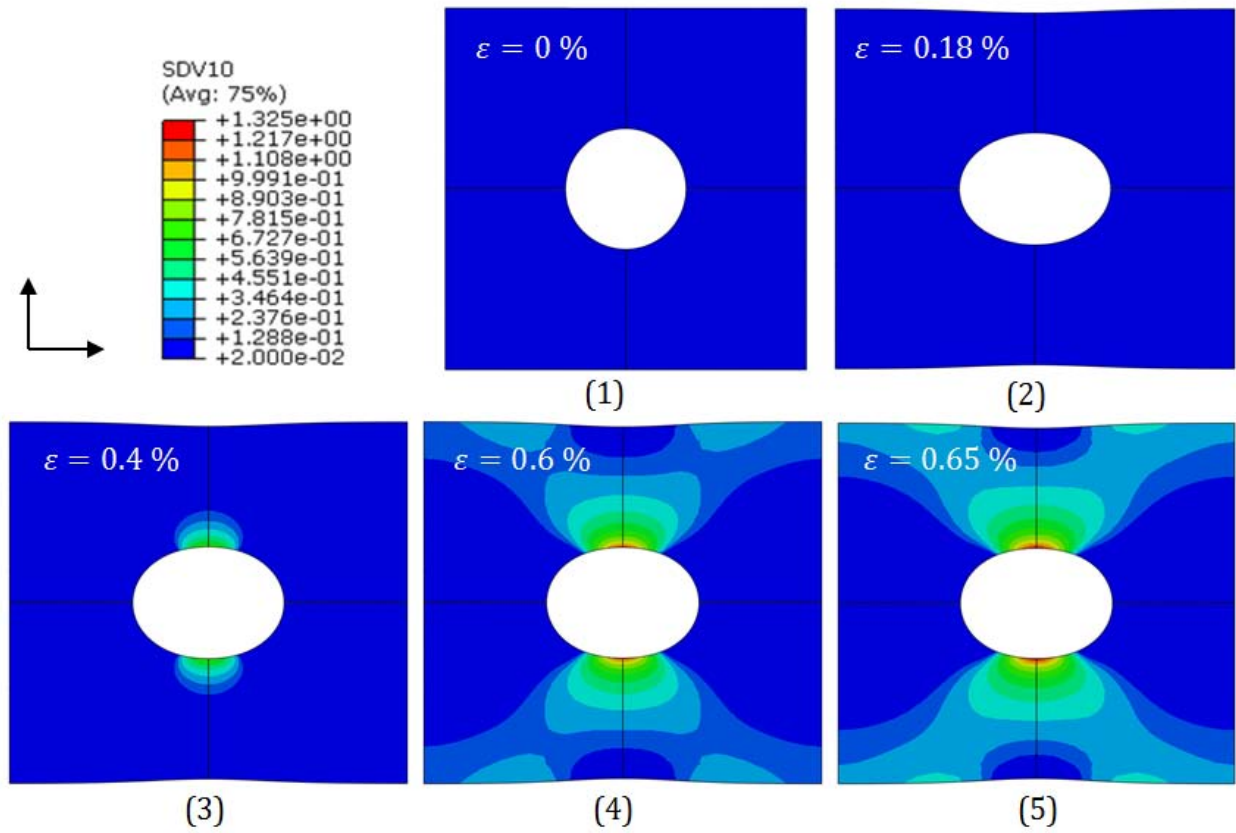 SDV10
(Avg: 75%)
+1.325e+00
+1.217e+00
+1.108e+00
+9.991e-01
+8.903e-01
+7.815e-01
+6.727e-01
+5.639e-01
+4.551e-01
+3.464e-01
+2.376e-01
+1.288e-01
+2.000e-02
ε = 0 %
(1)
ε = 0.18 %
(2)
ε = 0.4 %
(3)
ε = 0.6 %
(4)
ε = 0.65 %
(5)